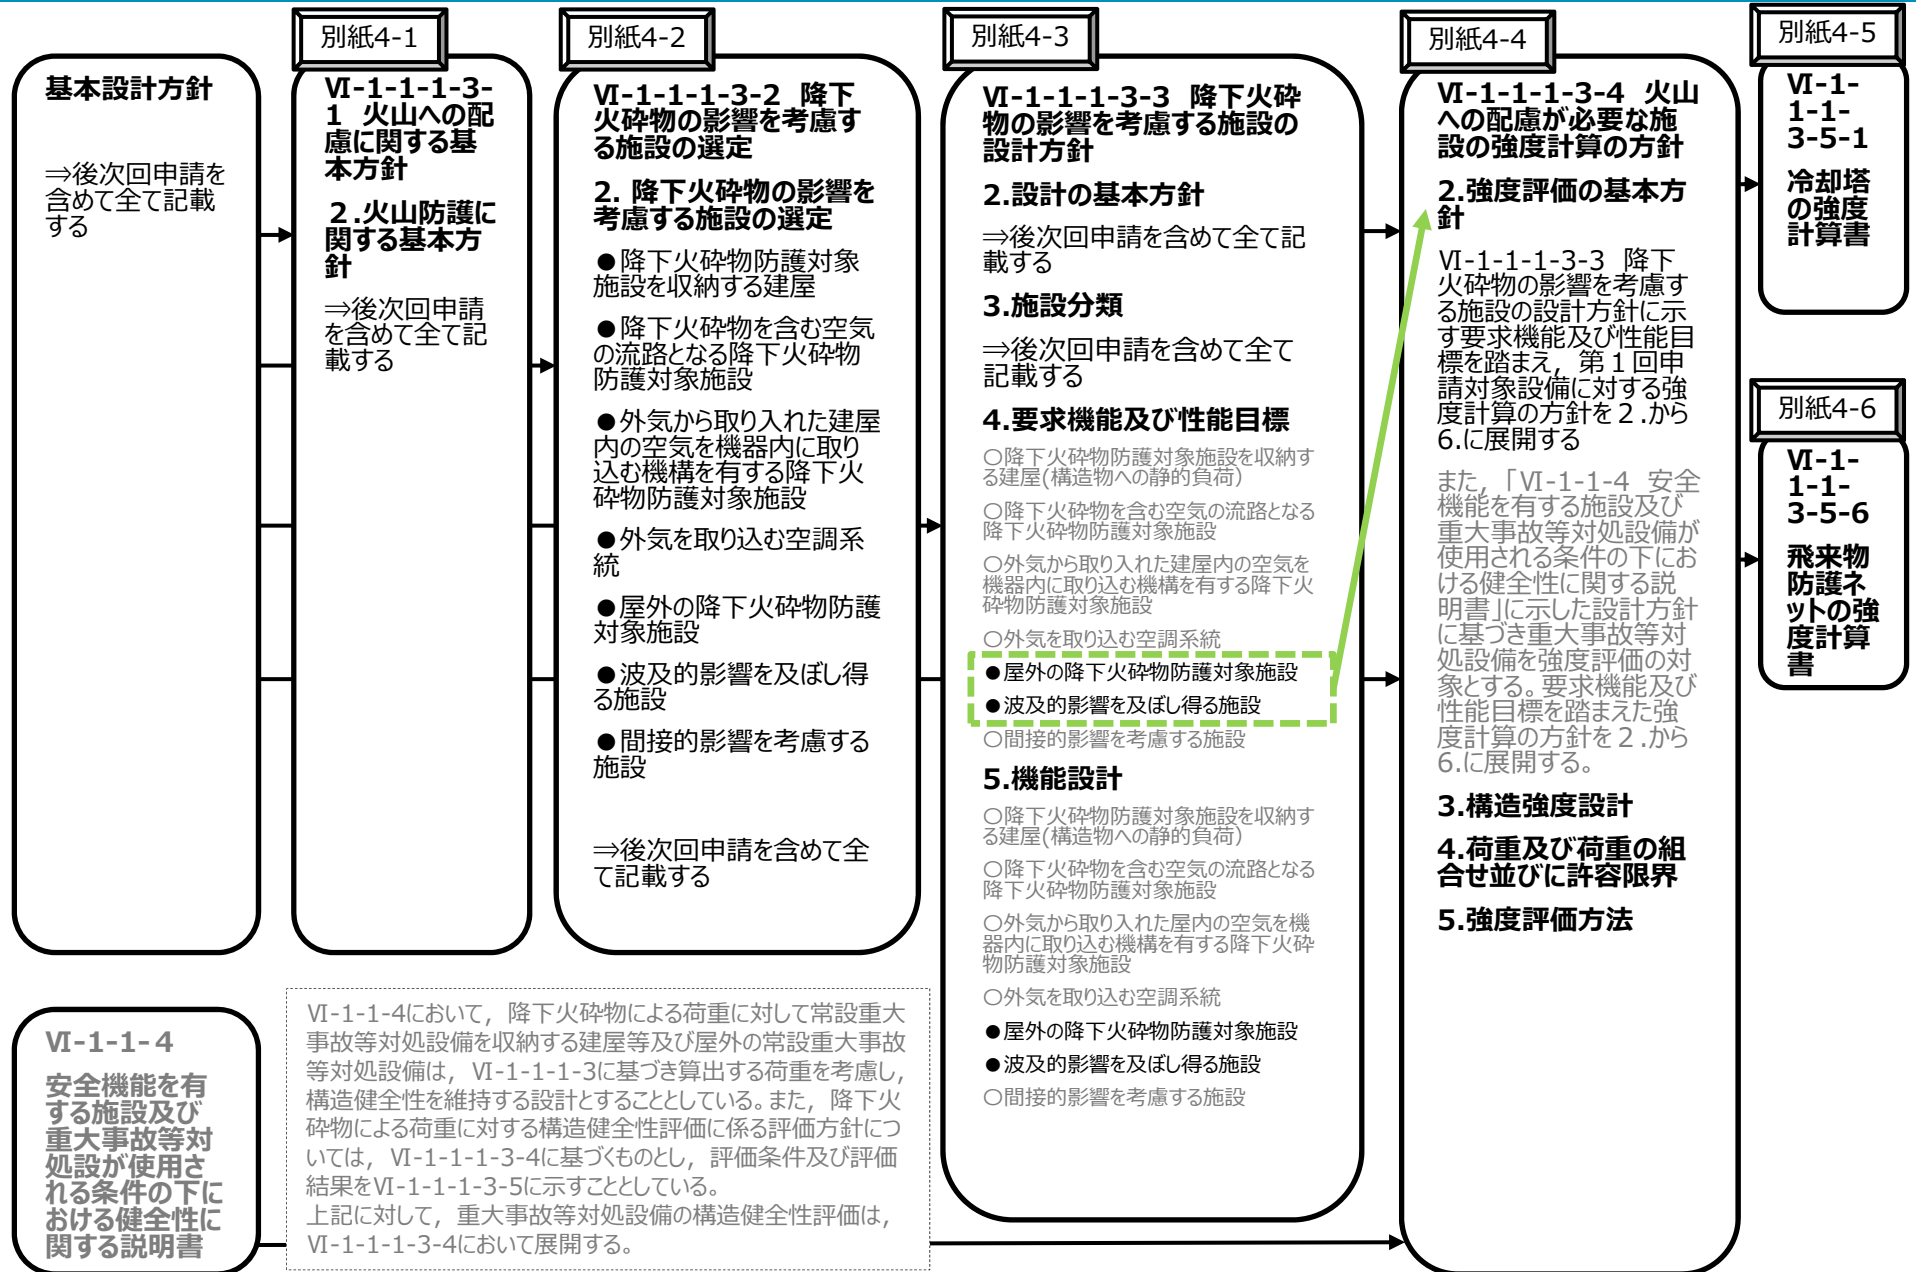 基本設計方針
⇒後次回申請を
含めて全て記載
する
別紙4-1
Ⅵ-1-1-1-3-
1 火山への配
慮に関する基
本方針
２.火山防護に
関する基本方
針
⇒後次回申請
を含めて全て記
載する
別紙4-2
Ⅵ-1-1-1-3-2 降下
火砕物の影響を考慮す
る施設の選定
2. 降下火砕物の影響を
考慮する施設の選定
●降下火砕物防護対象
施設を収納する建屋
●降下火砕物を含む空気
の流路となる降下火砕物
防護対象施設
●外気から取り入れた建屋
内の空気を機器内に取り
込む機構を有する降下火
砕物防護対象施設
●外気を取り込む空調系
統
●屋外の降下火砕物防護
対象施設
●波及的影響を及ぼし得
る施設
●間接的影響を考慮する
施設
⇒後次回申請を含めて全
て記載する
別紙4-3
Ⅵ-1-1-1-3-3 降下火砕
物の影響を考慮する施設の
設計方針
2.設計の基本方針
⇒後次回申請を含めて全て記
載する
3.施設分類
⇒後次回申請を含めて全て
記載する
4.要求機能及び性能目標
○降下火砕物防護対象施設を収納す
る建屋(構造物への静的負荷)
○降下火砕物を含む空気の流路となる
降下火砕物防護対象施設
○外気から取り入れた建屋内の空気を
機器内に取り込む機構を有する降下火
砕物防護対象施設
○外気を取り込む空調系統
●屋外の降下火砕物防護対象施設
●波及的影響を及ぼし得る施設
○間接的影響を考慮する施設
5.機能設計
○降下火砕物防護対象施設を収納す
る建屋(構造物への静的負荷)
○降下火砕物を含む空気の流路となる
降下火砕物防護対象施設
○外気から取り入れた屋内の空気を機
器内に取り込む機構を有する降下火砕
物防護対象施設
○外気を取り込む空調系統
●屋外の降下火砕物防護対象施設
●波及的影響を及ぼし得る施設
○間接的影響を考慮する施設
別紙4-4
Ⅵ-1-1-1-3-4 火山
への配慮が必要な施
設の強度計算の方針
2.強度評価の基本方
針
Ⅵ-1-1-1-3-3 降下
火砕物の影響を考慮す
る施設の設計方針に示
す要求機能及び性能目
標を踏まえ，第１回申
請対象設備に対する強
度計算の方針を２.から
6.に展開する
また，「Ⅵ-1-1-4 安全
機能を有する施設及び
重大事故等対処設備が
使用される条件の下にお
ける健全性に関する説
明書」に示した設計方針
に基づき重大事故等対
処設備を強度評価の対
象とする。要求機能及び
性能目標を踏まえた強
度計算の方針を２.から
6.に展開する。
3.構造強度設計
4.荷重及び荷重の組
合せ並びに許容限界
5.強度評価方法
別紙4-5
Ⅵ-1-
1-1-
3-5-1
冷却塔
の強度
計算書
別紙4-6
Ⅵ-1-
1-1-
3-5-6
飛来物
防護ネ
ットの強
度計算
書
Ⅵ-1-1-４
安全機能を有
する施設及び
重大事故等対
処設が使用さ
れる条件の下に
おける健全性に
関する説明書
Ⅵ-1-1-4において，降下火砕物による荷重に対して常設重大
事故等対処設備を収納する建屋等及び屋外の常設重大事故
等対処設備は，Ⅵ-1-1-1-3に基づき算出する荷重を考慮し，
構造健全性を維持する設計とすることとしている。また，降下火
砕物による荷重に対する構造健全性評価に係る評価方針につ
いては，Ⅵ-1-1-1-3-4に基づくものとし，評価条件及び評価
結果をⅥ-1-1-1-3-5に示すこととしている。
上記に対して，重大事故等対処設備の構造健全性評価は，
Ⅵ-1-1-1-3-4において展開する。